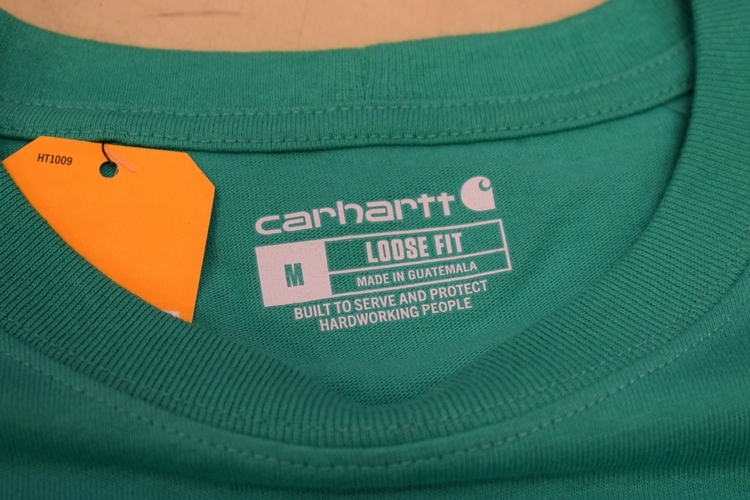 HT1009
carhartt
M
LOOSE FIT
MADE IN GUATEMALA
BUILT TO SERVE AND PROTECT
HARDWORKING PEOPLE